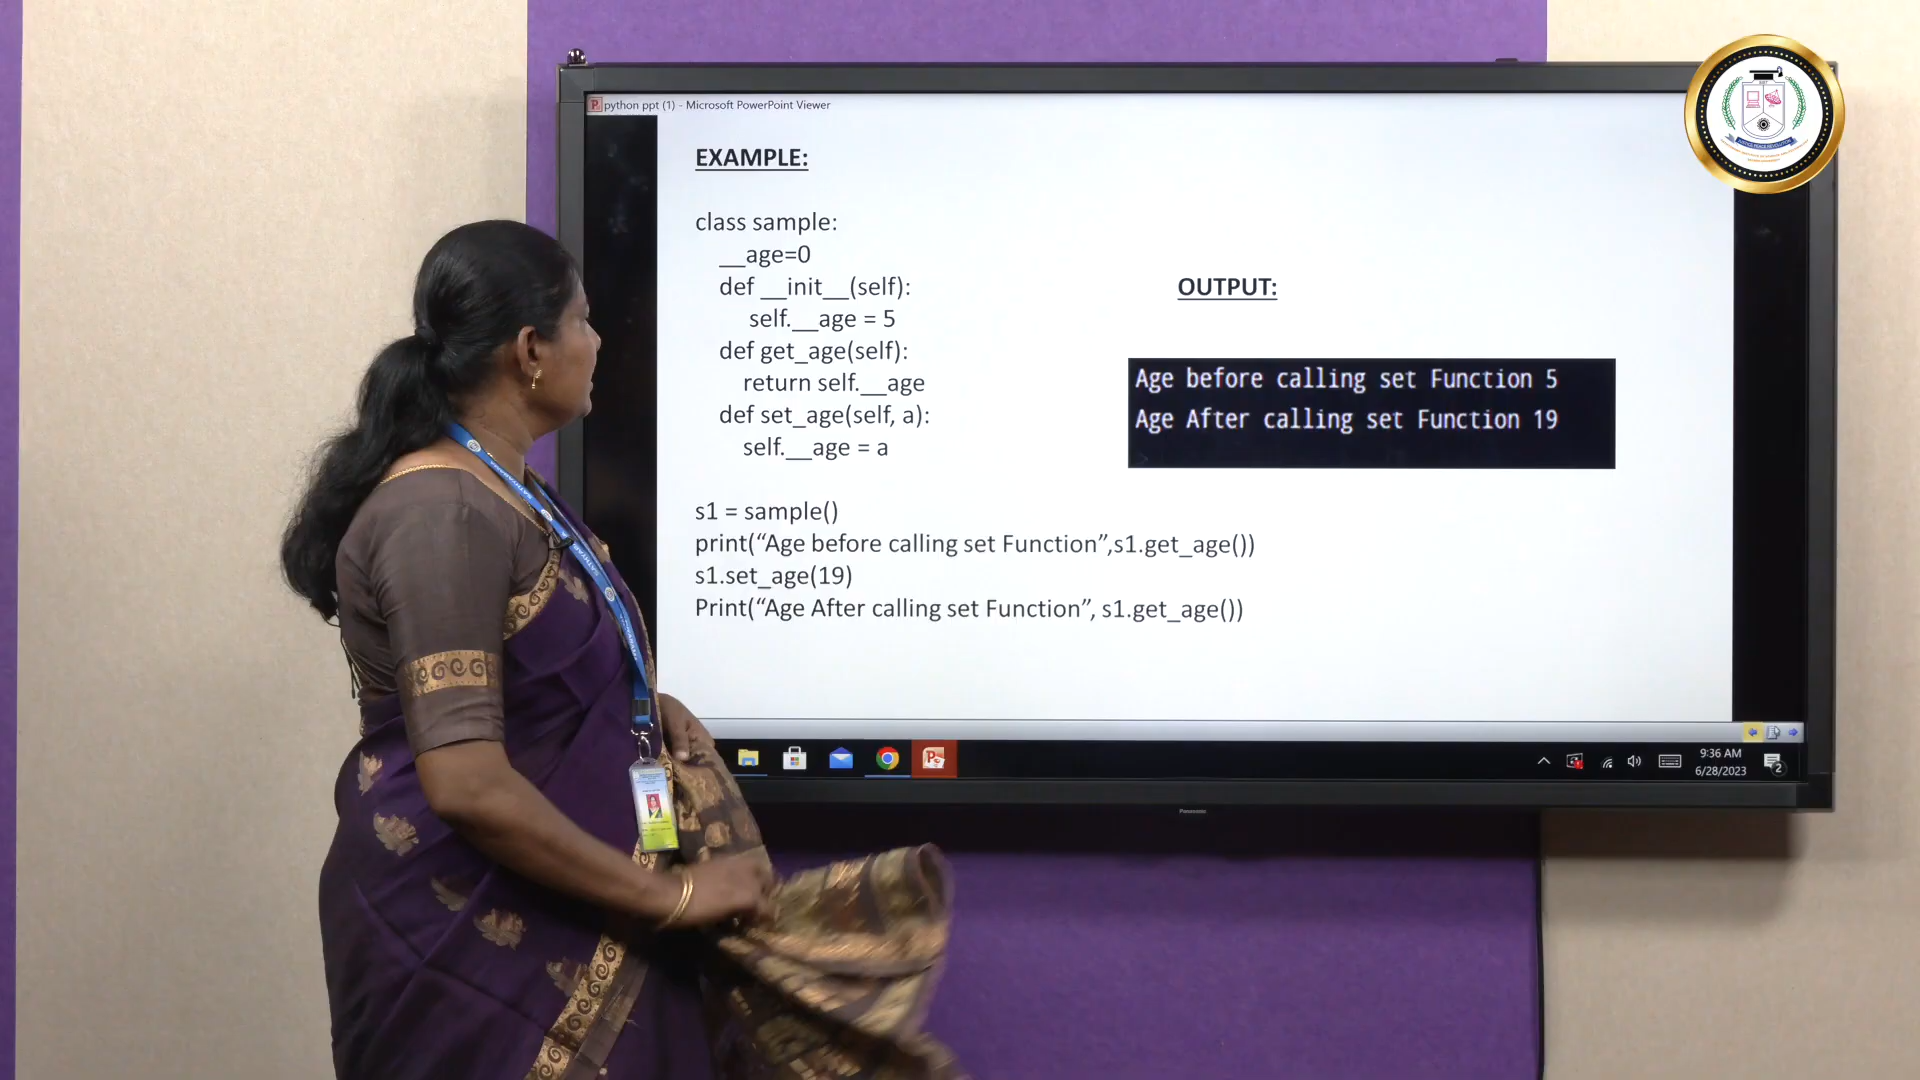 python ppt (1) - Microsoft PowerPoint Viewer
EXAMPLE:
class sample:
__age=0
def __init__(self):
self.__age = 5
def get_age(self):
return self.__age
def set_age(self, a):
self.__age = a
s1 = sample()
print(“Age before calling set Function”,s1.get_age())
s1.set_age(19)
Print(“Age After calling set Function”, s1.get_age())
OUTPUT:
Age before calling set Function 5
Age After calling set Function 19
9:36 AM
6/28/2023
2
Panasonic